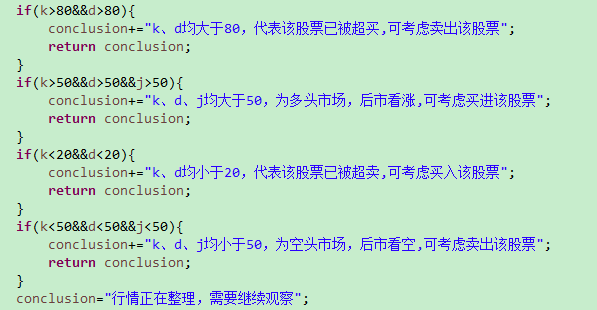 if(k>80&&d>80){
conclusion+="k、d均大于80，代表该股票已被超买,可考虑卖出该股票";
return conclusion;
}
if(k>50&&d>50&&j>50){
conclusion+="k、d、j均大于50，为多头市场，后市看涨,可考虑买进该股票";
return conclusion;
}
if(k<20&&d<20){
conclusion+="k、d均小于20，代表该股票已被超卖,可考虑买入该股票";
return conclusion;
}
if(k<50&&d<50&&j<50){
conclusion+="k、d、j均小于50，为空头市场，后市看空,可考虑卖出该股票";
return conclusion;
}
conclusion="行情正在整理，需要继续观察";